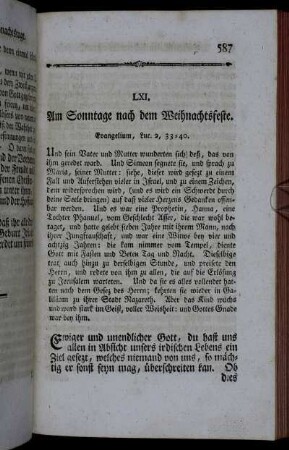 587
LXI.
Am Sonntage nach dem Weihnachtsfeste.
Evangelium, Luc. 2, 33-40.
Und sein Vater und Mutter wunderten sich deß, das von
ihm geredet ward. Und Simeon segnete sie, und sprach zu
Maria, seiner Mutter: siehe, dieser wird gesetzt zu einem
Fall und Auferstehen vieler in Israel, und zu einem Zeichen,
dem widersprochen wird, (und es wird ein Schwerdt durch
deine Seele dringen) auf daß vieler Herzen Gedanken offen-
bar werden. Und es war eine Prophetin, Hanna, eine
Tochter Phanuel, vom Geschlecht Asser, die war wohl be-
taget, und hatte gelebt sieben Jahre mit ihrem Mann, nach
ihrer Jungfrauschaft, und war eine Witwe bey vier und
achtzig Jahren: die kam nimmer vom Tempel, diente
Gott mit Fasten und Beten Tag und Nacht. Dieselbige
trat auch hinzu zu derselbigen Stunde, und preisete den
Herrn, und redete von ihm zu allen, die auf die Erlösung
zu Jerusalem warteten. Und da sie es alles vollendet hat-
ten nach dem Gesetz des Herrn; kehreten sie wieder in Ga-
liläam zu ihrer Stadt Nazareth. Aber das Kind wuchs
und ward stark im Geist, voller Weisheit: und Gottes Gnade
war bey ihm.
Ewiger und unendlicher Gott, du hast uns
allen in Absicht unsers irdischen Lebens ein
Ziel gesezt, welches niemand von uns, so mäch-
tig er sonst seyn mag, überschreiten kan. Ob
dies